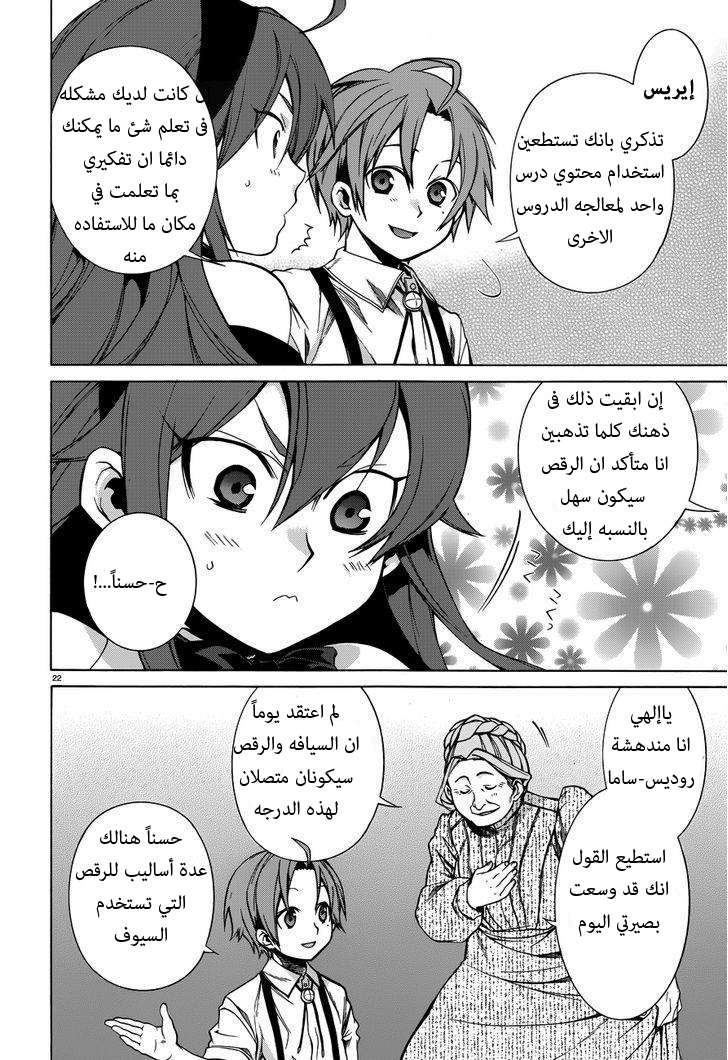 إيريس
تذكري بانك تستطعين
استخدام محتوي درس
واحد لمعالجه الدروس
الاخرى
كانت لديك مشكله
فى تعلم شئ ما يمكنك
دائما ان تفكيري
بما تعلمت في
مكان ما للاستفاده
منه
إن ابقيت ذلك فى
ذهنك كلما تذهبين
انا متأكد ان الرقص
سيكون سهل
بالنسبه إليك
ح-حسناً...!
22
ياإلهي
انا مندهشة
روديس-ساما
استطيع القول
انك قد وسعت
بصيرتي اليوم
لم اعتقد يوماً
ان السيافه والرقص
سيكونان متصلان
لهذه الدرجه
حسناً هنالك
عدة أساليب للرقص
التي تستخدم
السيوف